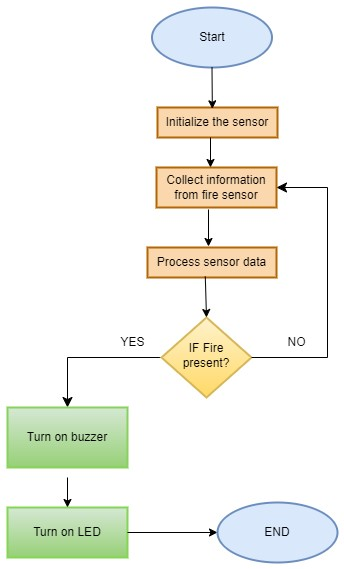 Start
Initialize the sensor
Collect information
from fire sensor
Process sensor data
IF Fire
present?
YES
NO
Turn on buzzer
Turn on LED
END